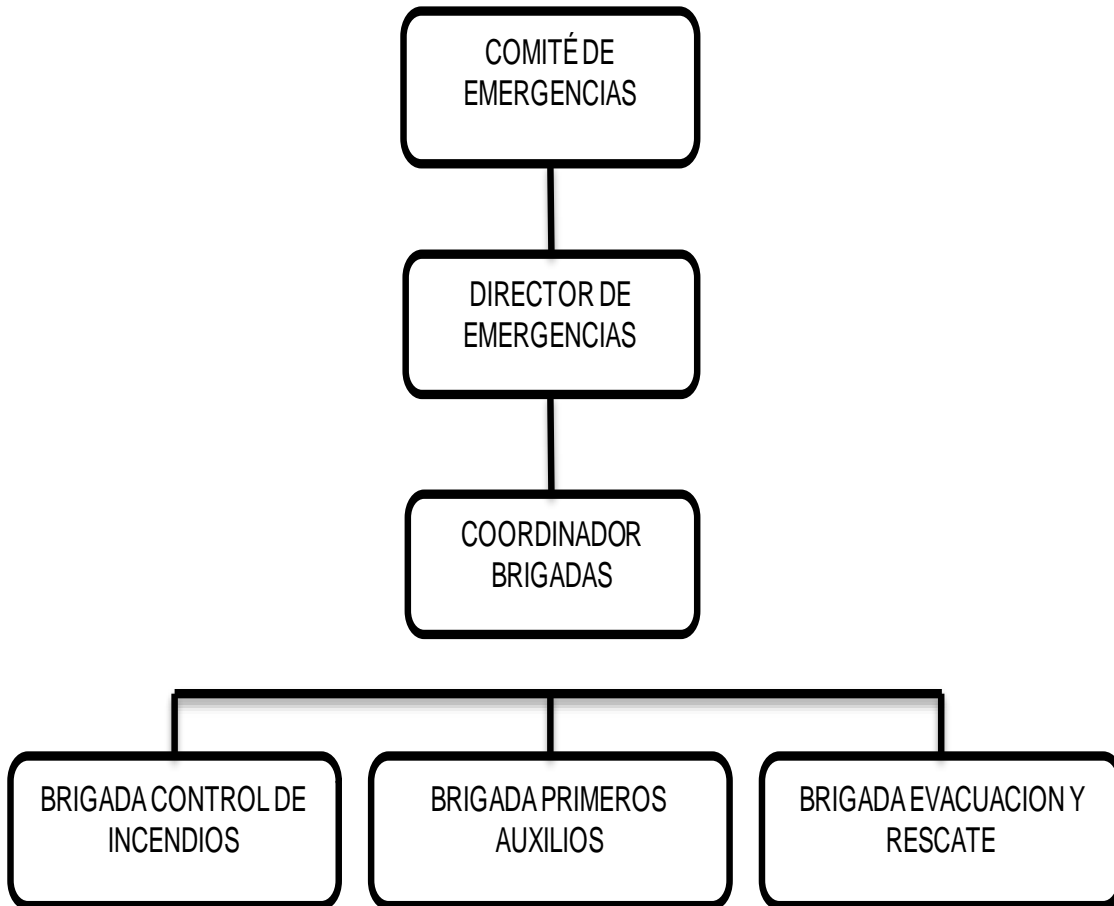 COMITÉ DE
EMERGENCIAS
DIRECTOR DE
EMERGENCIAS
COORDINADOR
BRIGADAS
BRIGADA CONTROL DE
INCENDIOS
BRIGADA PRIMEROS
AUXILIOS
BRIGADA EVACUACION Y
RESCATE